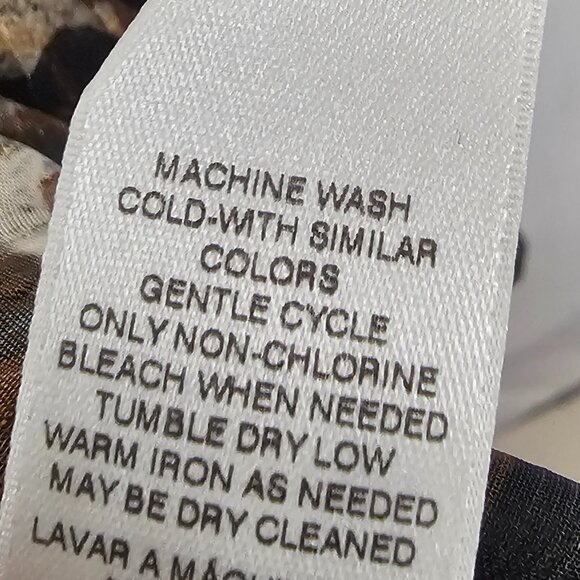 MACHINE WASH
COLD-WITH SIMILAR
COLORS
GENTLE CYCLE
ONLY NON-CHLORINE
BLEACH WHEN NEEDED
TUMBLE DRY LOW
WARM IRON AS NEEDED
MAY BE DRY CLEANED
LAVAR A